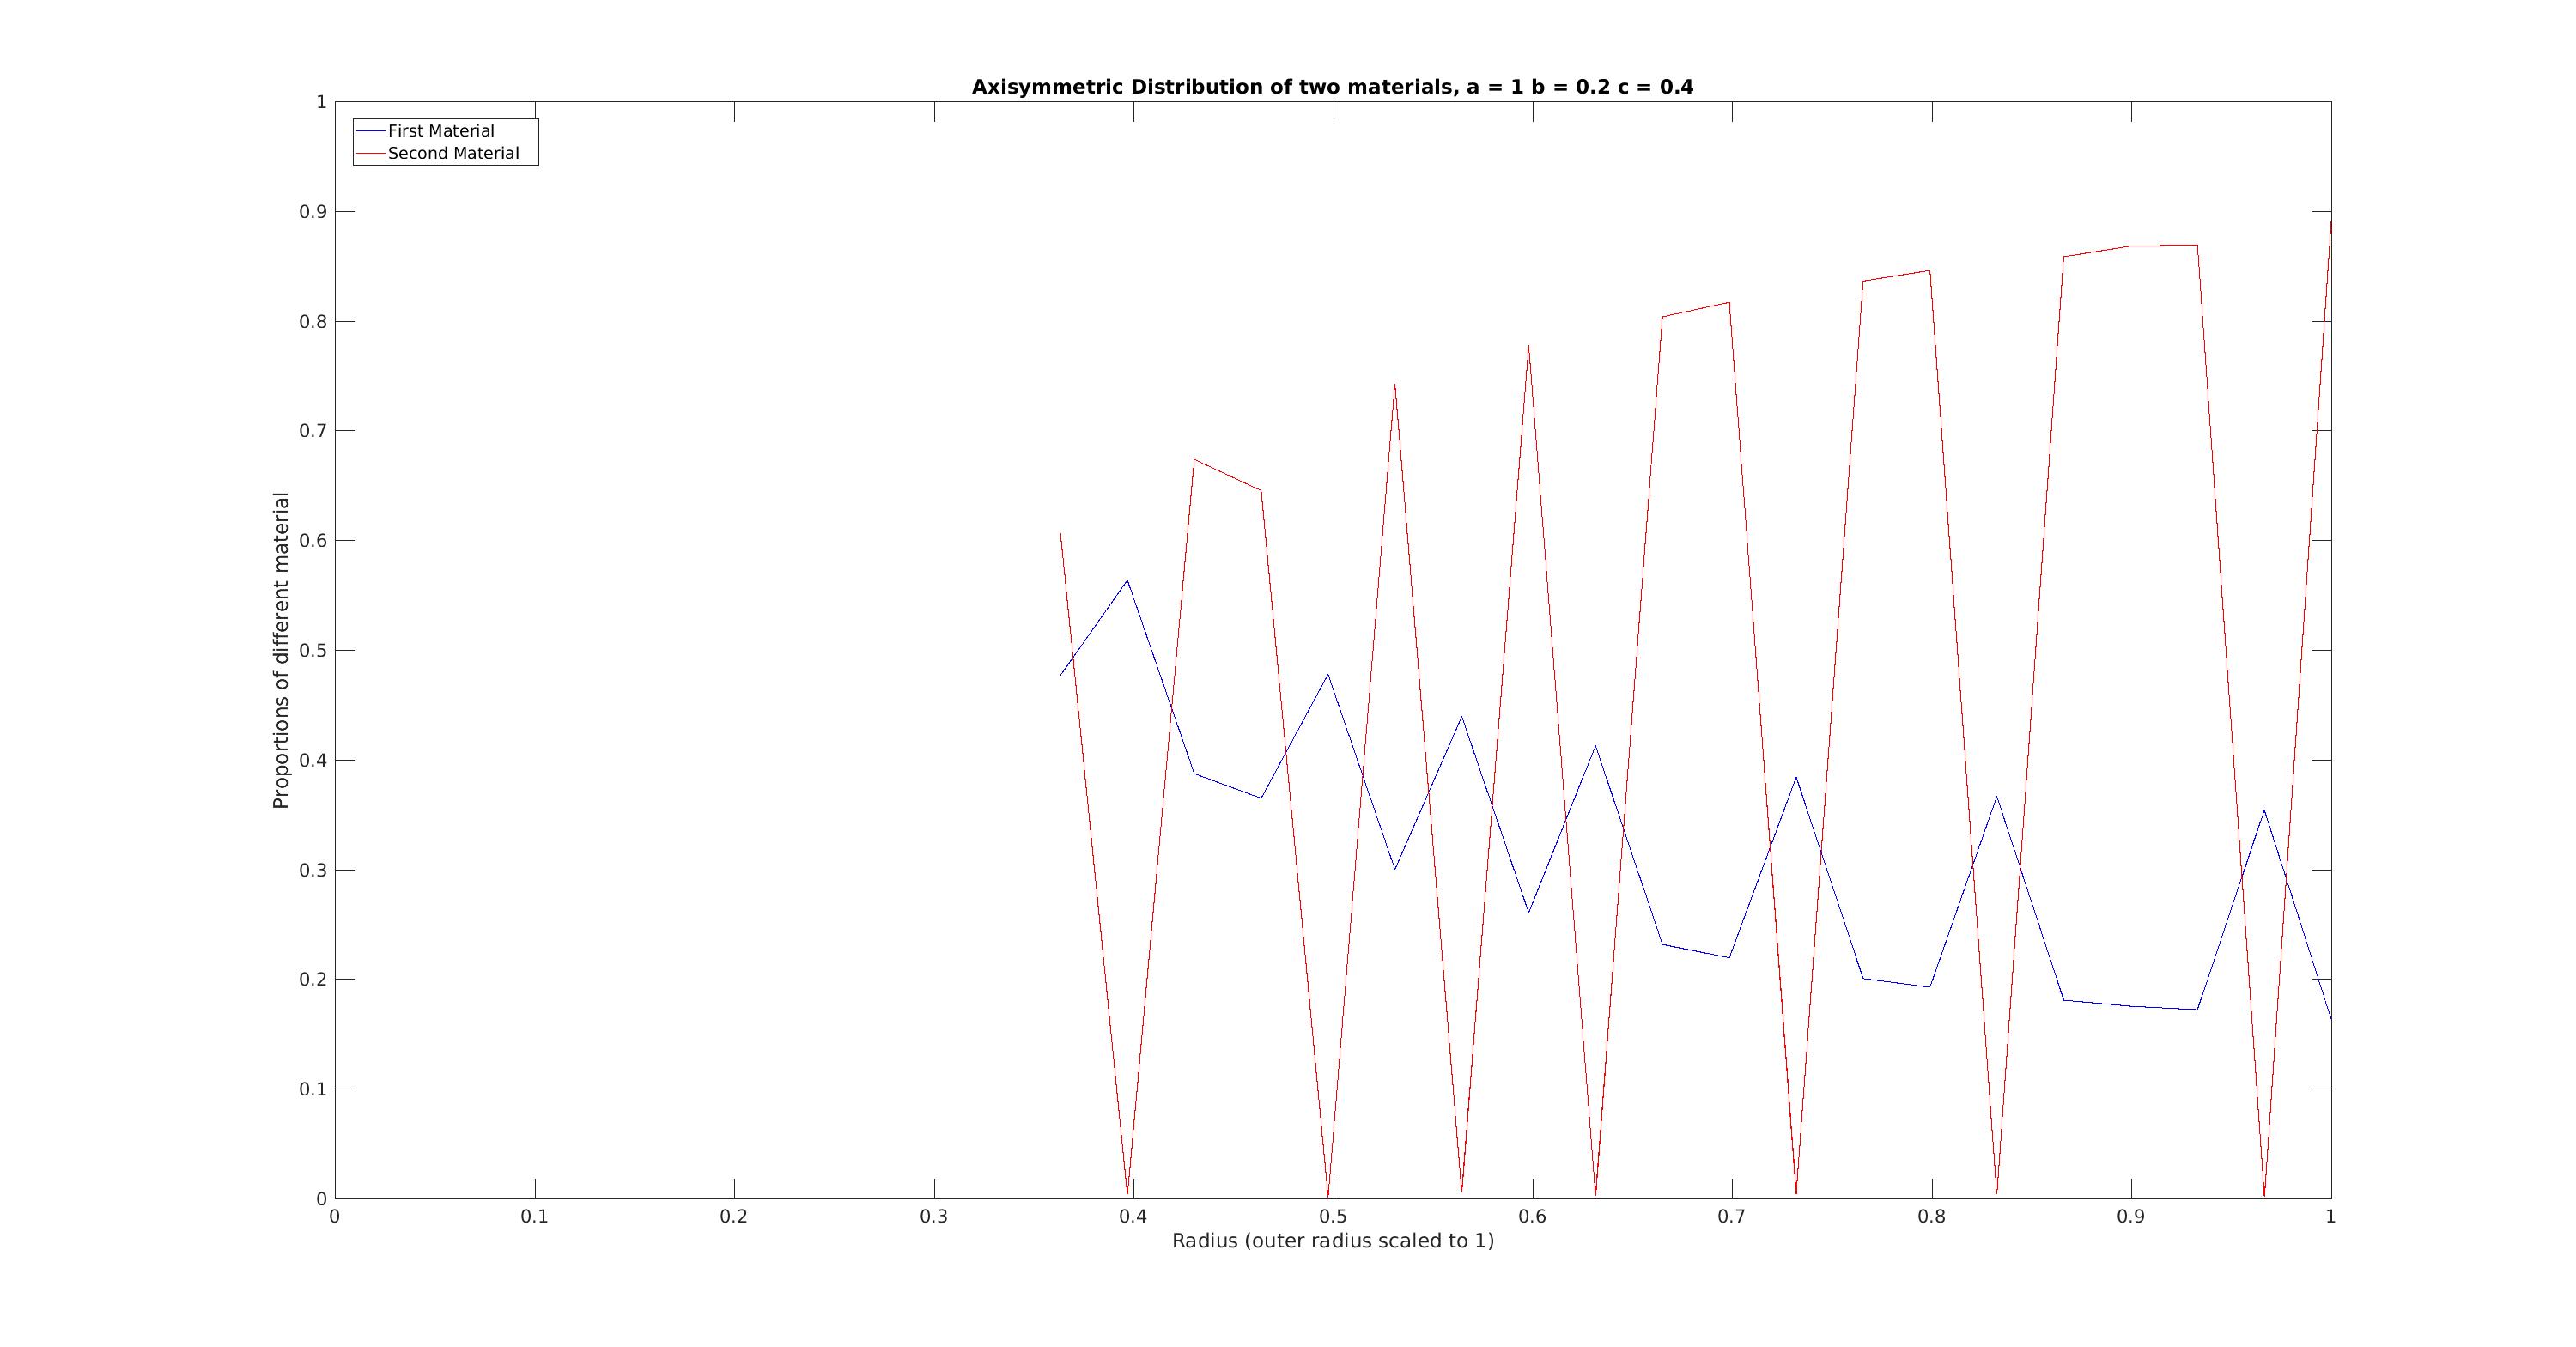 Axisymmetric Distribution of two materials, a = 1 b = 0.2 c = 0.4
First Material
Second Material
Proportions of different material
1
0.9
0.8
0.7
0.6
0.5
0.4
0.3
0.2
0.1
0
0 0.1 0.2 0.3 0.4 0.5 0.6 0.7 0.8 0.9 1
Radius (outer radius scaled to 1)